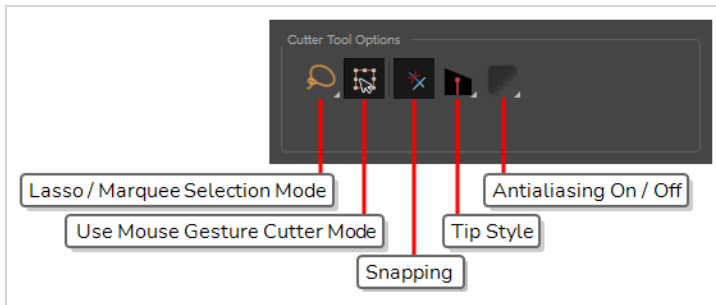 Cutter Tool Options
Lasso / Marquee Selection Mode
Antialiasing On / Off
Use Mouse Gesture Cutter Mode
Tip Style
Snapping